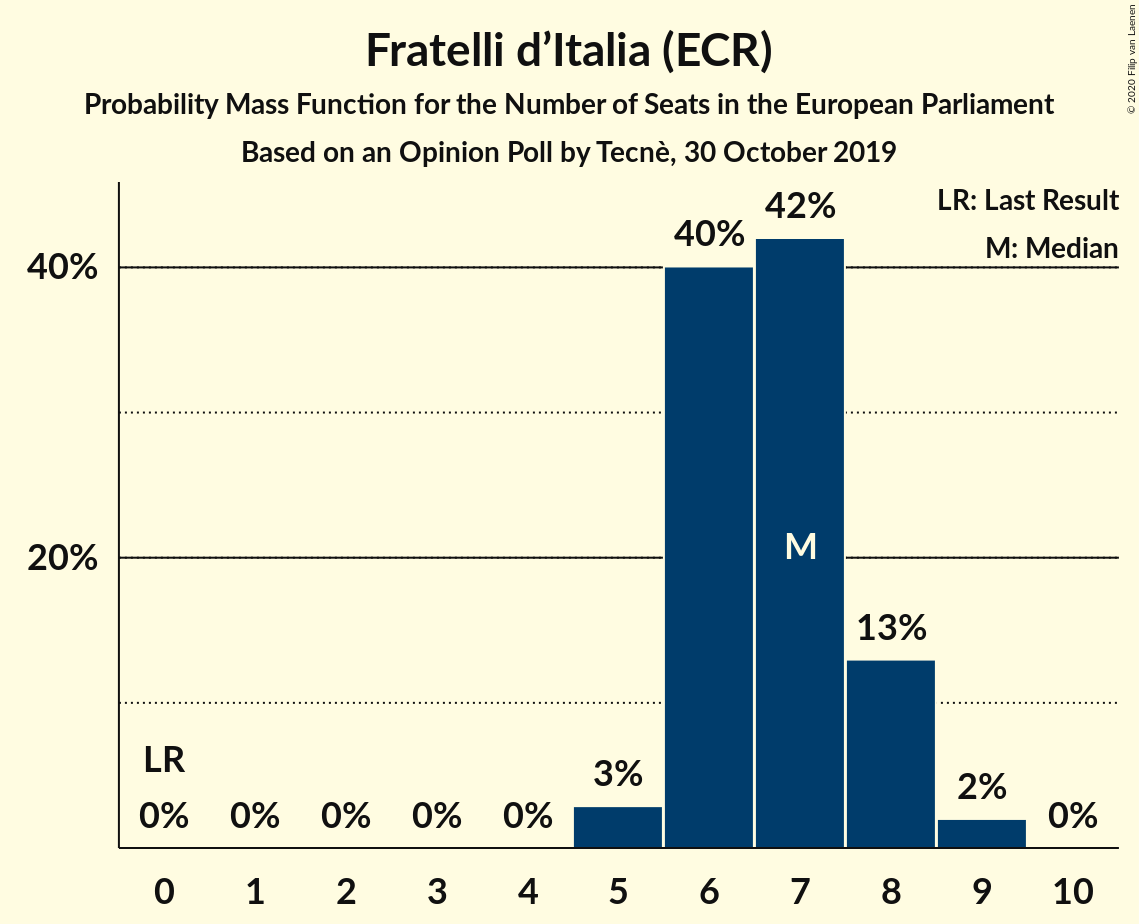 © 2020 Filip van Laenen
Fratelli d’Italia (ECR)
Probability Mass Function for the Number of Seats in the European Parliament
Based on an Opinion Poll by Tecnè, 30 October 2019
LR: Last Result
M: Median
42%
40%
40%
M
20%
13%
LR
3%
2%
0% 0% 0% 0% 0% 0%
0 1 2 3 4 5 6 7 8 9 10